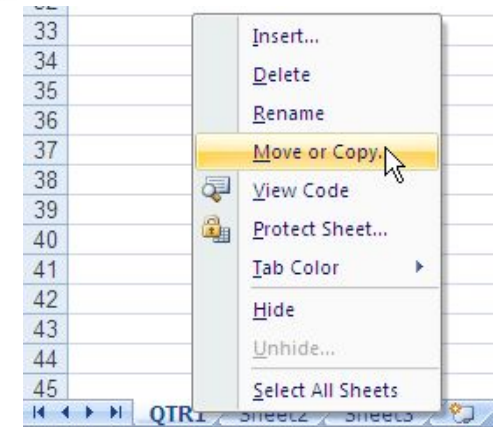 32
33
34
35
36
37
38
39
40
41
42
43
44
45
Insert...
Delete
Rename
Move or Copy...
View Code
Protect Sheet...
Tab Color
Hide
Unhide...
Select All Sheets
QTR1 Sheet2 Sheet3